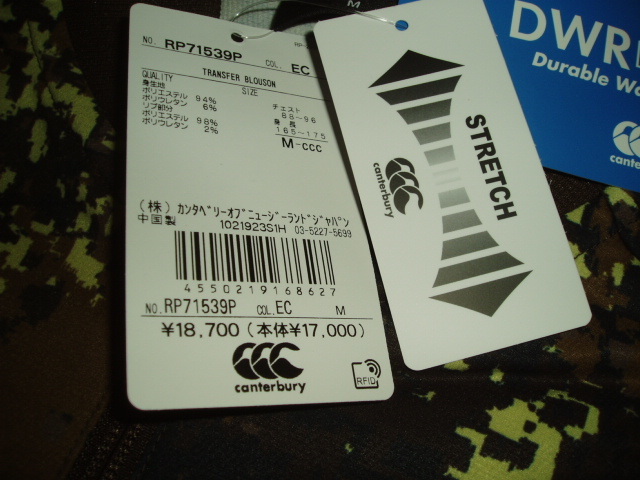 M
NO. RP71539P COL. EC
TRANSFER BLOUSON
QUALITY
身生地
ポリエステル 94%
ポリウレタン 6%
リブ部分
ポリエステル 98%
ポリウレタン 2%
SIZE
チェスト
88-96
身長
165-175
M-ccc
(株)カンタベリーオブニュージーランドジャパン
中国製 1021923S1H 03-5227-5699
4550219168627
NO. RP71539P COL. EC M
¥18,700(本体¥17,000)
canterbury
RFID
STRETCH
canterbury
DWR
Durable